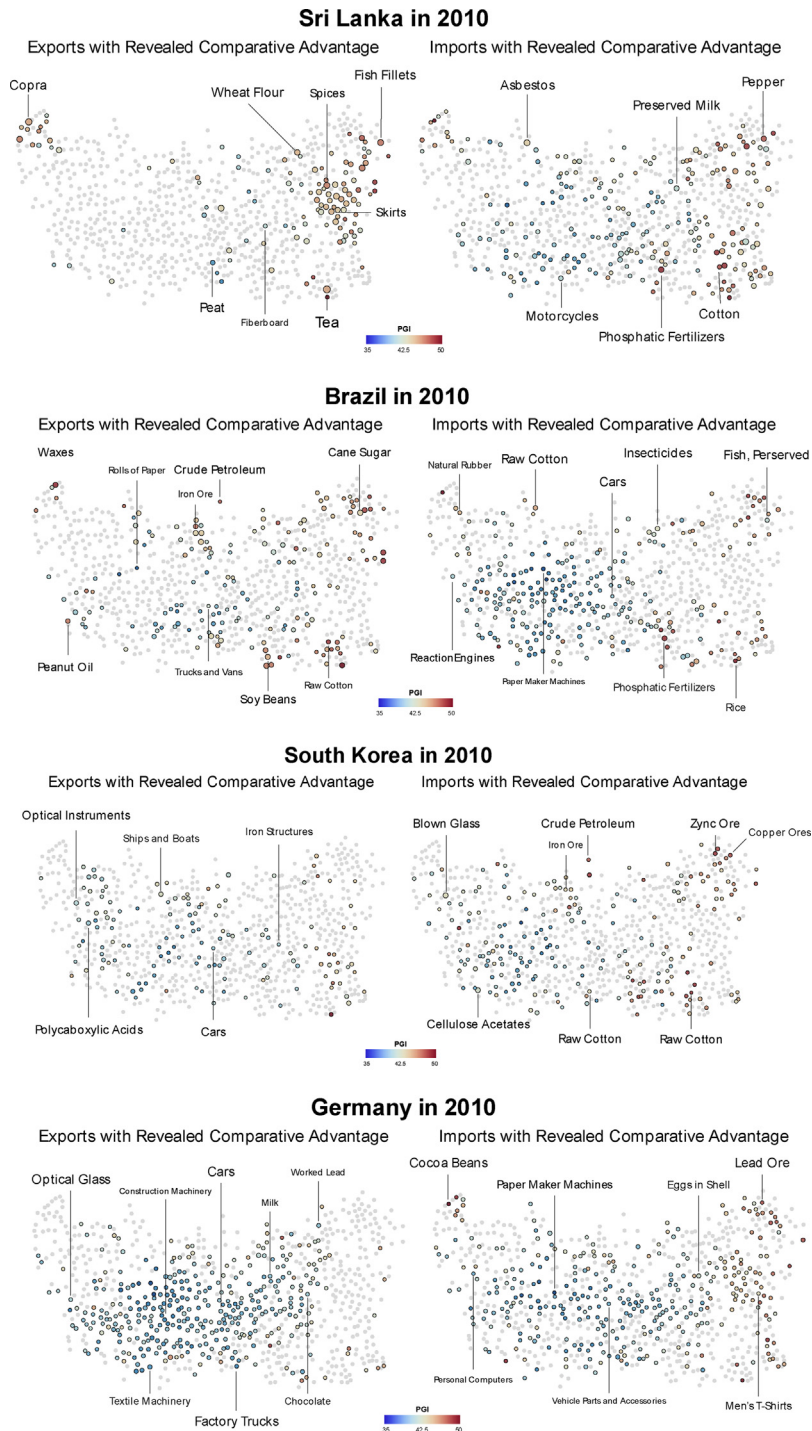 Sri Lanka in 2010
Exports with Revealed Comparative Advantage
Imports with Revealed Comparative Advantage
Copra
Wheat Flour
Spices
Fish Fillets
Skirts
Peat
Fiberboard
Tea
Asbestos
Preserved Milk
Pepper
Motorcycles
Phosphatic Fertilizers
Cotton
PGI
35 42.5 50
Brazil in 2010
Exports with Revealed Comparative Advantage
Imports with Revealed Comparative Advantage
Waxes
Rolls of Paper
Crude Petroleum
Iron Ore
Cane Sugar
Peanut Oil
Trucks and Vans
Soy Beans
Raw Cotton
Natural Rubber
Raw Cotton
Cars
Insecticides
Fish, Perserved
ReactionEngines
Paper Maker Machines
Phosphatic Fertilizers
Rice
PGI
35 42.5 50
South Korea in 2010
Exports with Revealed Comparative Advantage
Imports with Revealed Comparative Advantage
Optical Instruments
Ships and Boats
Iron Structures
Polycaboxylic Acids
Cars
Blown Glass
Crude Petroleum
Iron Ore
Zync Ore
Copper Ores
Cellulose Acetates
Raw Cotton
Raw Cotton
PGI
35 42.5 50
Germany in 2010
Exports with Revealed Comparative Advantage
Imports with Revealed Comparative Advantage
Optical Glass
Construction Machinery
Cars
Milk
Worked Lead
Textile Machinery
Factory Trucks
Chocolate
Cocoa Beans
Paper Maker Machines
Eggs in Shell
Lead Ore
Personal Computers
Vehicle Parts and Accessories
Men's T-Shirts
PGI
35 42.5 50